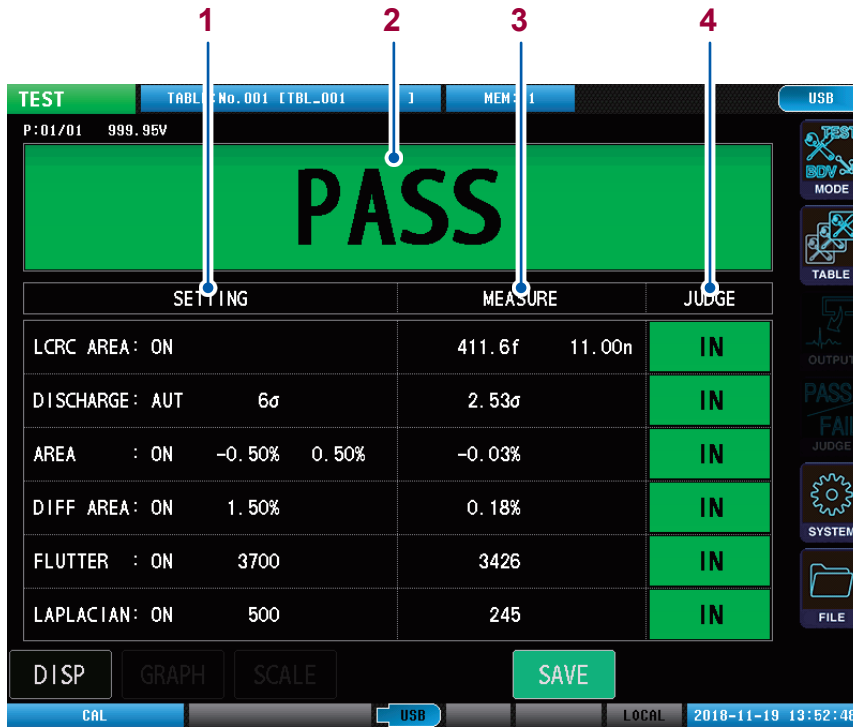 1 2 3 4
TEST TABLE:No.001 [TBL_001 ] MEM: 1 USB
P:01/01 999.95V
TEST
BDV
MODE
PASS
TABLE
SETTING MEASURE JUDGE
LCRC AREA: ON 411.6f 11.00n IN
OUTPUT
DISCHARGE: AUT 6σ 2.53σ IN
PASS
FAIL
JUDGE
AREA : ON -0.50% 0.50% -0.03% IN
DIFF AREA: ON 1.50% 0.18% IN
SYSTEM
FLUTTER : ON 3700 3426 IN
LAPLACIAN: ON 500 245 IN
FILE
DISP GRAPH SCALE SAVE
CAL USB LOCAL 2018-11-19 13:52:48